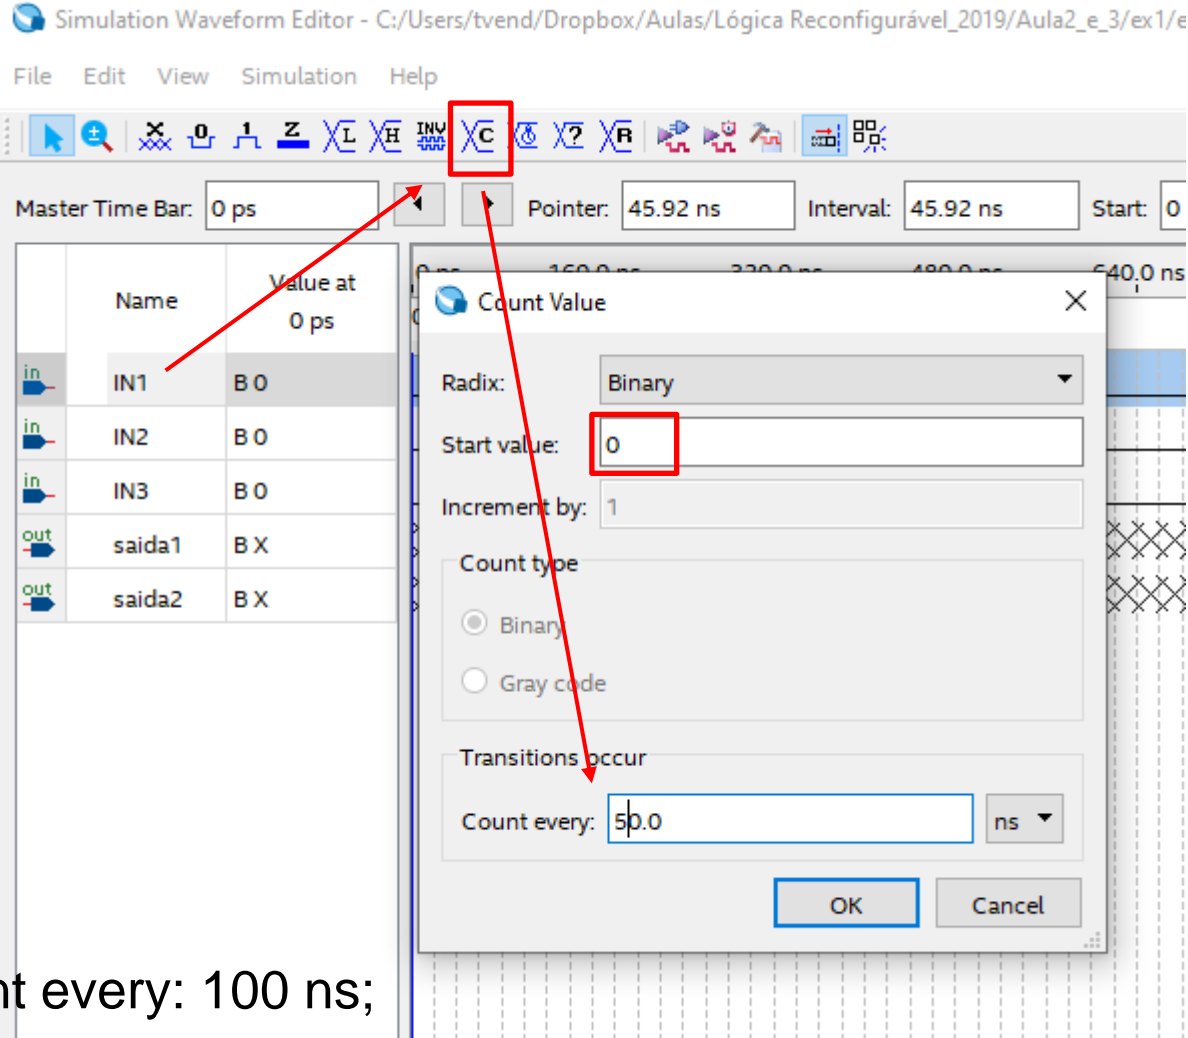 Simulation Waveform Editor - C:/Users/tvend/Dropbox/Aulas/Lógica Reconfigurável_2019/Aula2_e_3/ex1/e
File Edit View Simulation Help
Master Time Bar: 0 ps Pointer: 45.92 ns Interval: 45.92 ns Start: 0
Name Value at 0 ps
0 ps 160.0 ns 320.0 ns 480.0 ns 640.0 ns
in IN1 B 0
in IN2 B 0
in IN3 B 0
out saida1 B X
out saida2 B X
Count Value
Radix: Binary
Start value: 0
Increment by: 1
Count type
Binary
Gray code
Transitions occur
Count every: 50.0 ns
OK Cancel
nt every: 100 ns;